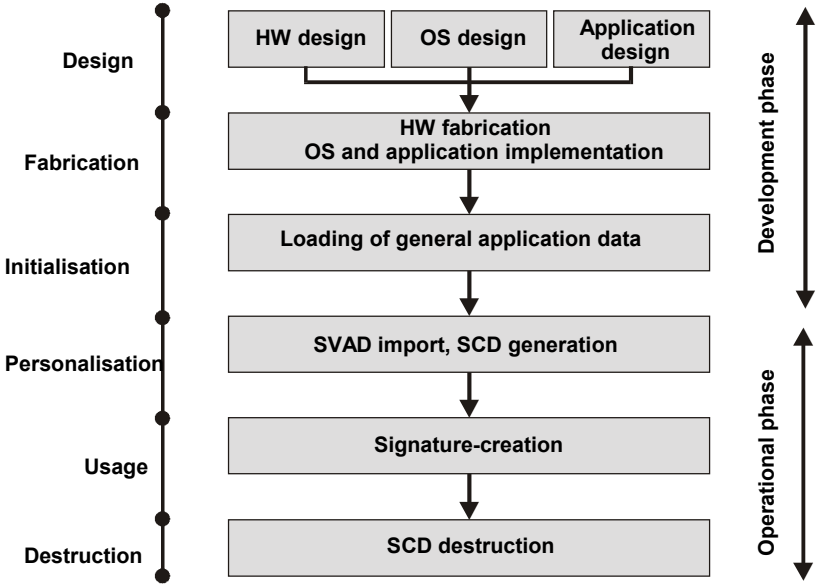 Design
HW design
OS design
Application
design
Fabrication
HW fabrication
OS and application implementation
Initialisation
Loading of general application data
Development phase
Personalisation
SVAD import, SCD generation
Usage
Signature-creation
Destruction
SCD destruction
Operational phase